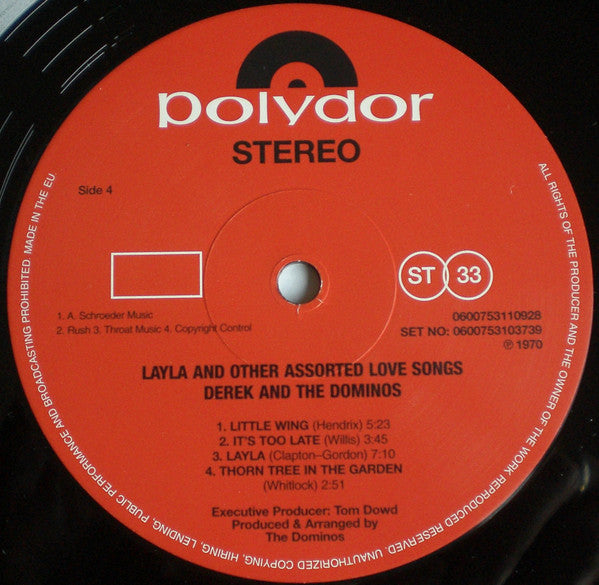 polydor
STEREO
Side 4
ST 33
1. A. Schroeder Music
2. Rush 3. Throat Music 4. Copyright Control
0600753110928
SET NO: 0600753103739
℗ 1970
LAYLA AND OTHER ASSORTED LOVE SONGS
DEREK AND THE DOMINOS
1. LITTLE WING (Hendrix) 5:23
2. IT'S TOO LATE (Willis) 3:45
3. LAYLA (Clapton–Gordon) 7:10
4. THORN TREE IN THE GARDEN
(Whitlock) 2:51
Executive Producer: Tom Dowd
Produced & Arranged by
The Dominos
ALL RIGHTS OF THE PRODUCER AND THE OWNER OF THE WORK REPRODUCED RESERVED. UNAUTHORIZED COPYING, HIRING, LENDING, PUBLIC PERFORMANCE AND BROADCASTING PROHIBITED MADE IN THE EU.